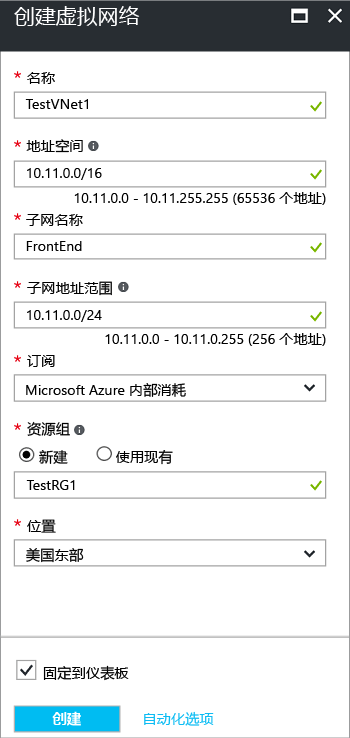 创建虚拟网络
* 名称
TestVNet1
* 地址空间
10.11.0.0/16
10.11.0.0 - 10.11.255.255 (65536 个地址)
* 子网名称
FrontEnd
* 子网地址范围
10.11.0.0/24
10.11.0.0 - 10.11.0.255 (256 个地址)
* 订阅
Microsoft Azure 内部消耗
* 资源组
新建 使用现有
TestRG1
* 位置
美国东部
固定到仪表板
创建 自动化选项